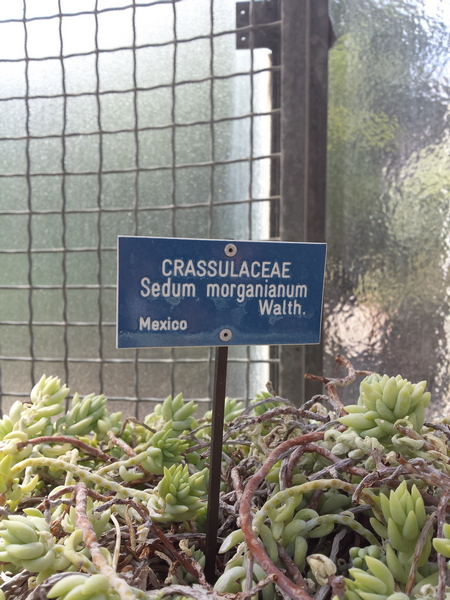 CRASSULACEAE
Sedum morganianum
Walth.
Mexico